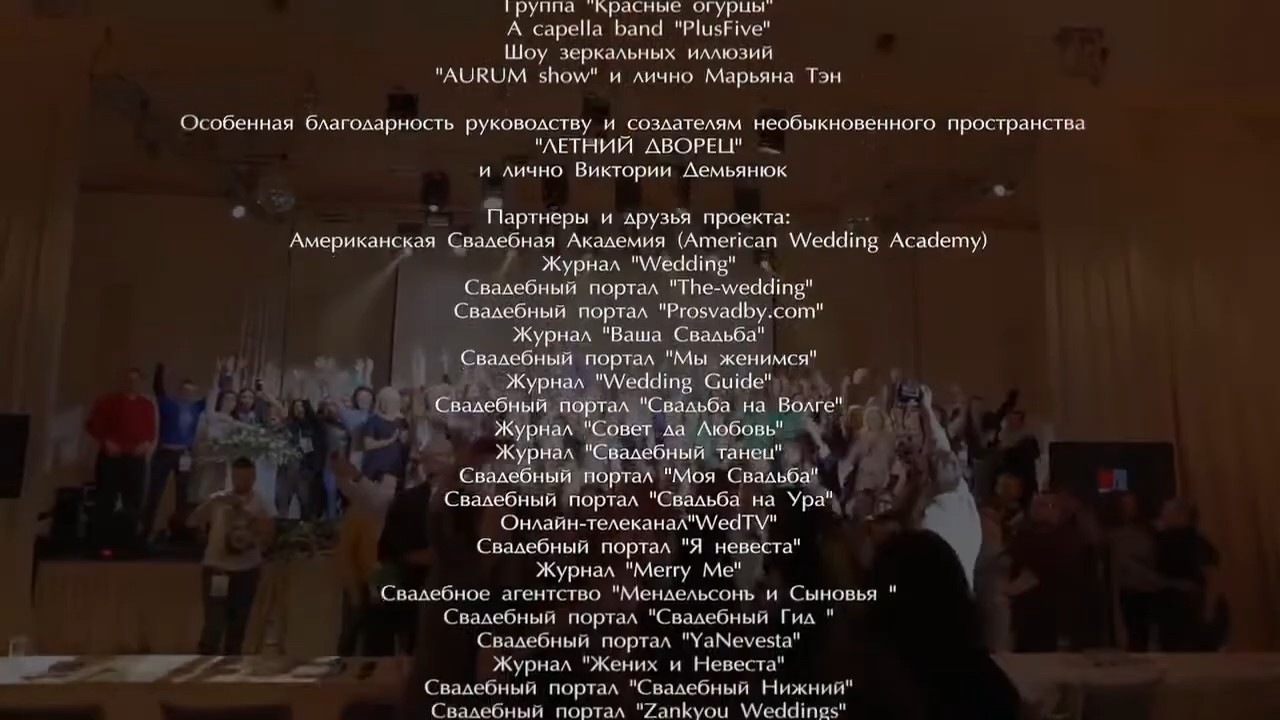 Группа "Красные огурцы"
A capella band "PlusFive"
Шоу зеркальных иллюзий
"AURUM show" и лично Марьяна Тэн
Особенная благодарность руководству и создателям необыкновенного пространства
"ЛЕТНИЙ ДВОРЕЦ"
и лично Виктории Демьянюк
Партнёры и друзья проекта:
Американская Свадебная Академия (American Wedding Academy)
Журнал "Wedding"
Свадебный портал "The-wedding"
Свадебный портал "Prosvadby.com"
Журнал "Ваша Свадьба"
Свадебный портал "Мы женимся"
Журнал "Wedding Guide"
Свадебный портал "Свадьба на Волге"
Журнал "Совет да Любовь"
Журнал "Свадебный танец"
Свадебный портал "Моя Свадьба"
Свадебный портал "Свадьба на Ура"
Онлайн-телеканал"WedTV"
Свадебный портал "Я невеста"
Журнал "Merry Me"
Свадебное агентство "Мендельсонь и Сыновья "
Свадебный портал "Свадебный Гид "
Свадебный портал "YaNevesta"
Журнал "Жених и Невеста"
Свадебный портал "Свадебный Нижний"
Свадебный портал "Zankyou Weddings"